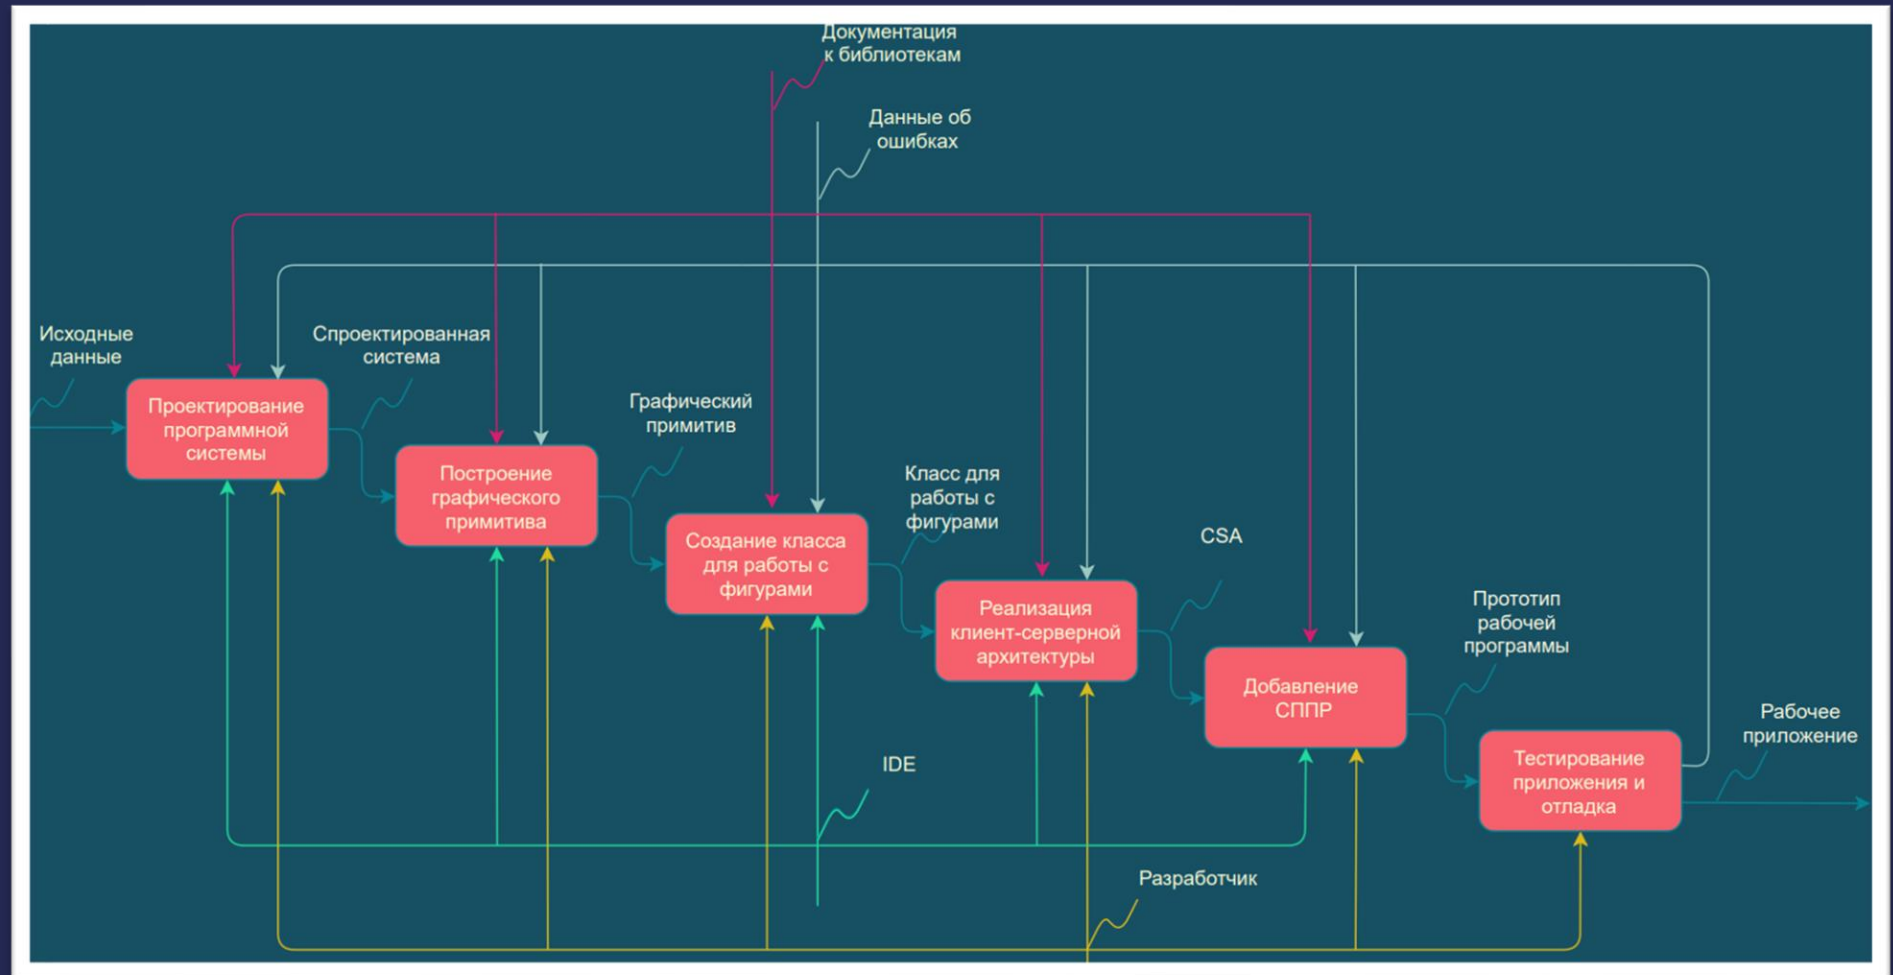 Документация
к библиотекам
Данные об
ошибках
Исходные
данные
Спроектированная
система
Проектирование
программной
системы
Графический
примитив
Построение
графического
примитива
Класс для
работы с
фигурами
Создание класса
для работы с
фигурами
CSA
Реализация
клиент-серверной
архитектуры
Прототип
рабочей
программы
Добавление
СППР
Рабочее
приложение
Тестирование
приложения и
отладка
IDE
Разработчик